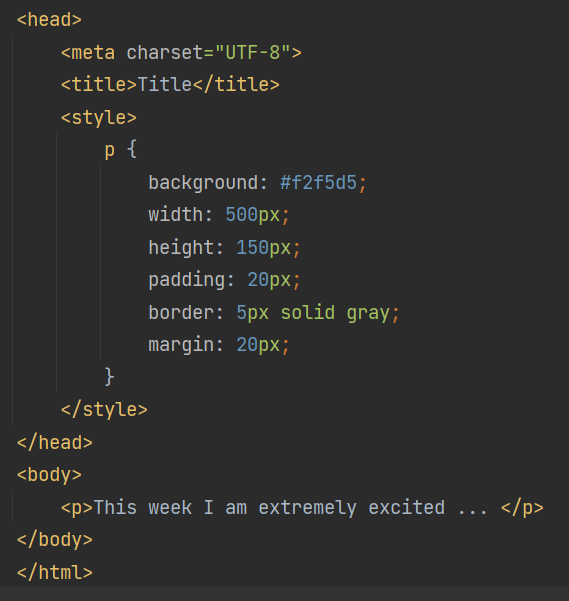 <head>
<meta charset="UTF-8">
<title>Title</title>
<style>
p {
background: #f2f5d5;
width: 500px;
height: 150px;
padding: 20px;
border: 5px solid gray;
margin: 20px;
}
</style>
</head>
<body>
<p>This week I am extremely excited ... </p>
</body>
</html>